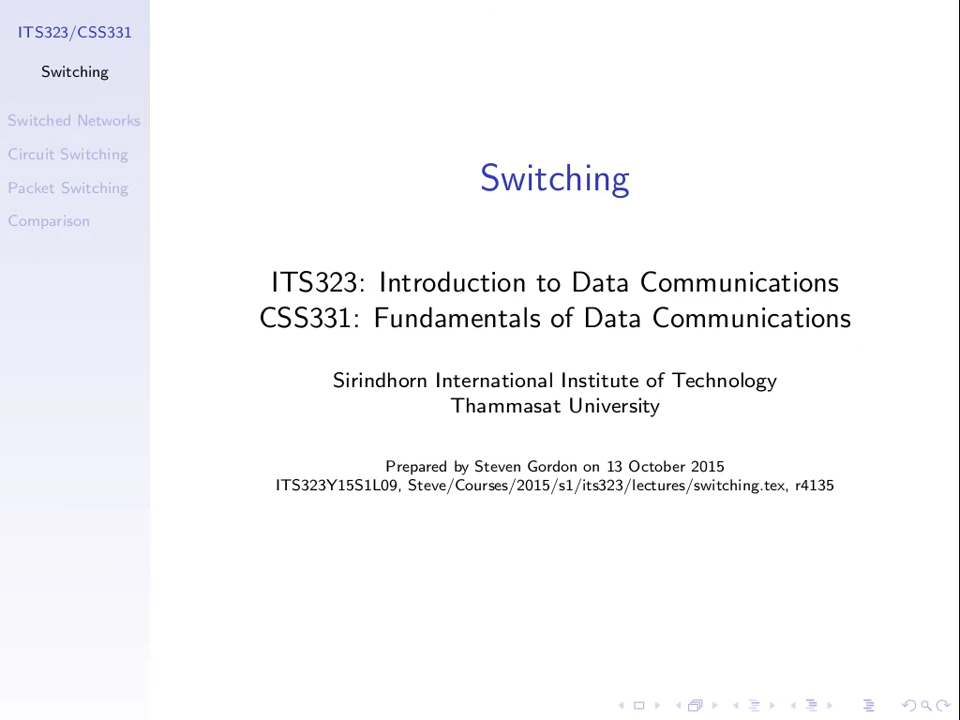 ITS323/CSS331
Switching
Switched Networks
Circuit Switching
Packet Switching
Comparison
Switching
ITS323: Introduction to Data Communications
CSS331: Fundamentals of Data Communications
Sirindhorn International Institute of Technology
Thammasat University
Prepared by Steven Gordon on 13 October 2015
ITS323Y15S1L09, Steve/Courses/2015/s1/its323/lectures/switching.tex, r4135